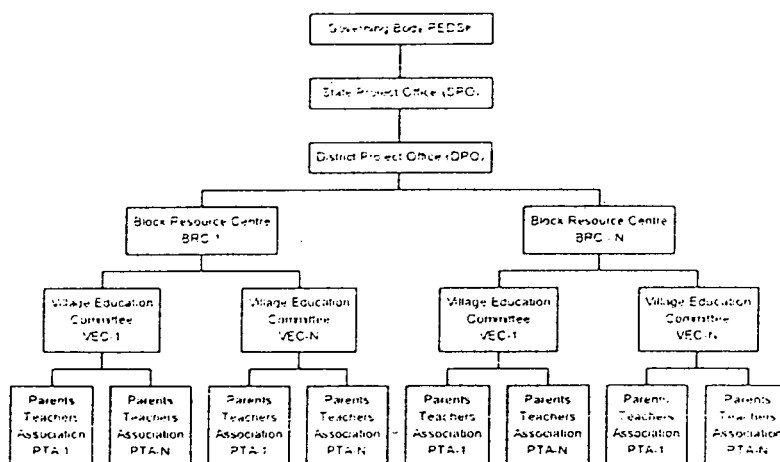 Governing Body
State Project Office (SPO)
District Project Office (DPO)
Block Resource Centre
BRC-1
Block Resource Centre
BRC - N
Village Education
Committee
VEC-1
Village Education
Committee
VEC-N
Village Education
Committee
VEC-1
Village Education
Committee
VEC-N
Parents
Teachers
Association
PTA-1
Parents
Teachers
Association
PTA-N
Parents
Teachers
Association
PTA-1
Parents
Teachers
Association
PTA-N
Parents
Teachers
Association
PTA-1
Parents
Teachers
Association
PTA-N
Parents
Teachers
Association
PTA-1
Parents
Teachers
Association
PTA-N